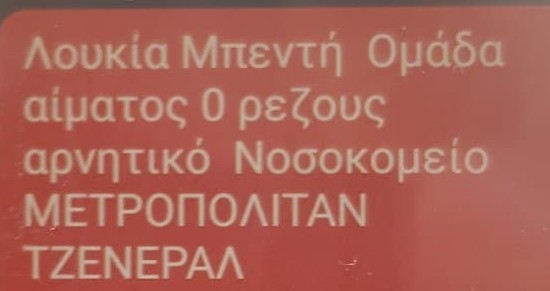 Λουκία Μπεντή Ομάδα
αίματος 0 ρεζους
αρνητικό Νοσοκομείο
ΜΕΤΡΟΠΟΛΙΤΑΝ
ΤΖΕΝΕΡΑΛ